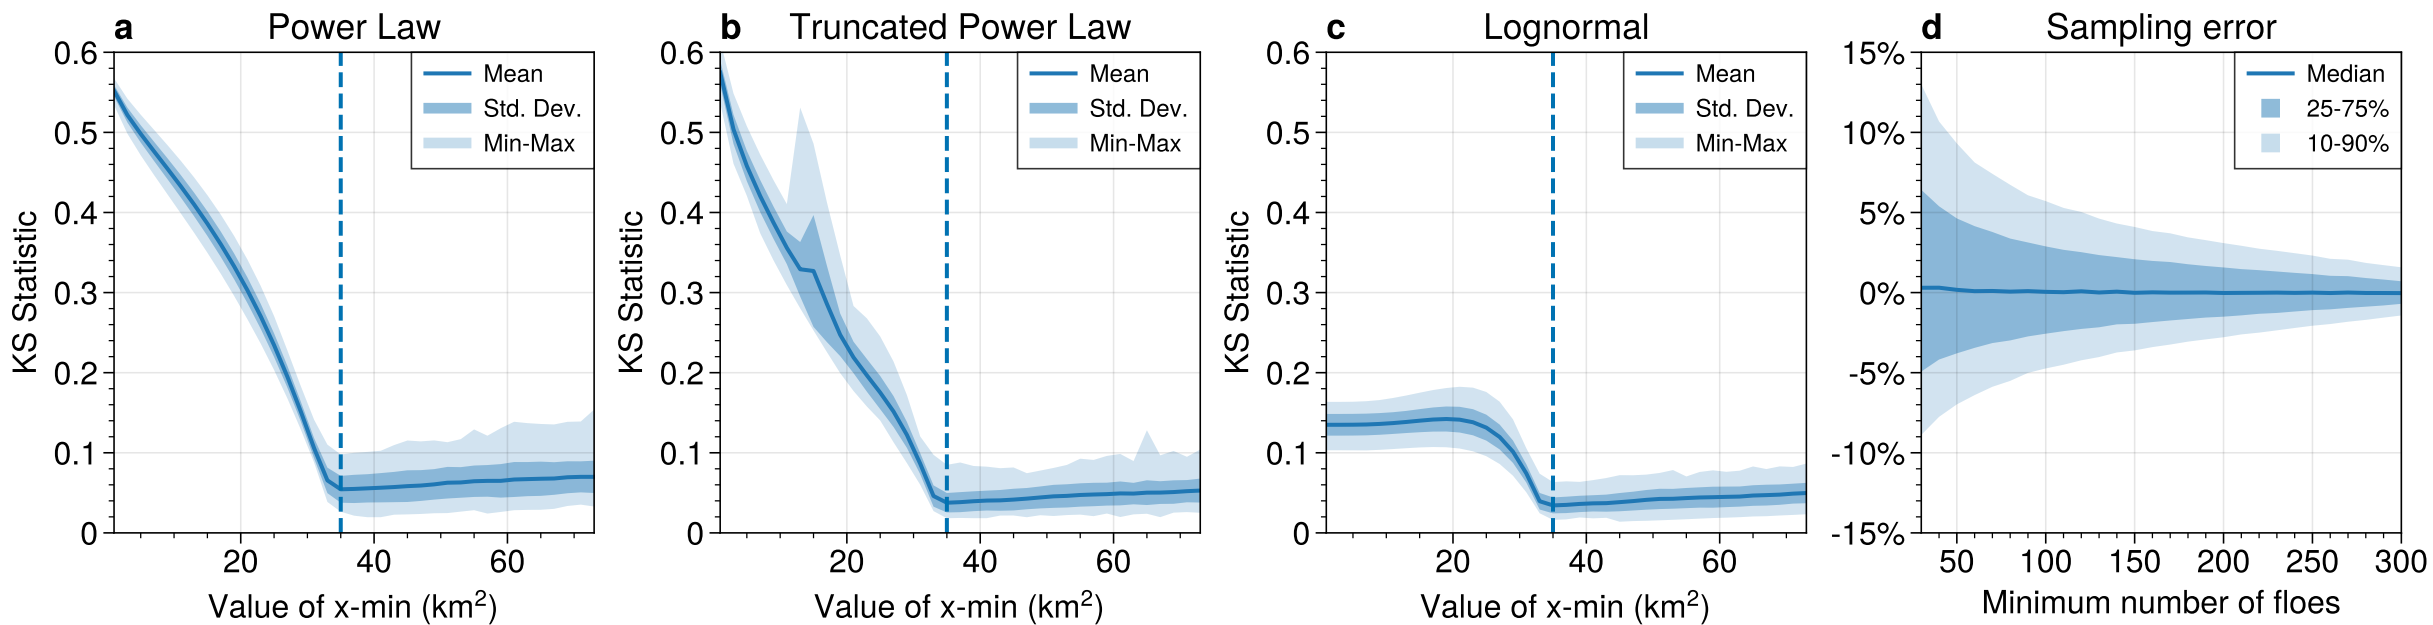 a Power Law
0.6
0.5
0.4
0.3
0.2
0.1
0
KS Statistic
20 40 60
Value of x-min (km²)
Mean
Std. Dev.
Min-Max
b Truncated Power Law
0.6
0.5
0.4
0.3
0.2
0.1
0
KS Statistic
20 40 60
Value of x-min (km²)
Mean
Std. Dev.
Min-Max
c Lognormal
0.6
0.5
0.4
0.3
0.2
0.1
0
KS Statistic
20 40 60
Value of x-min (km²)
Mean
Std. Dev.
Min-Max
d Sampling error
15%
10%
5%
0%
-5%
-10%
-15%
50 100 150 200 250 300
Minimum number of floes
Median
25-75%
10-90%